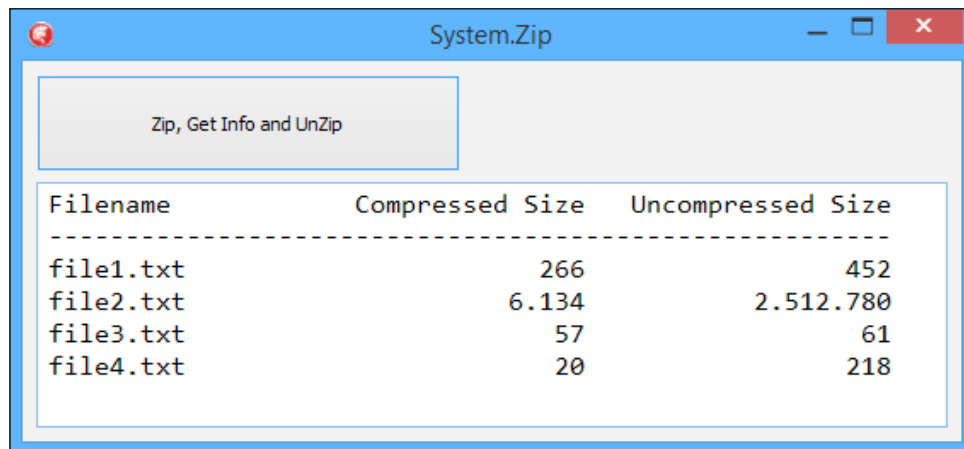 System.Zip
Zip, Get Info and UnZip
Filename Compressed Size Uncompressed Size
-------------------------------------------------------
file1.txt 266 452
file2.txt 6.134 2.512.780
file3.txt 57 61
file4.txt 20 218